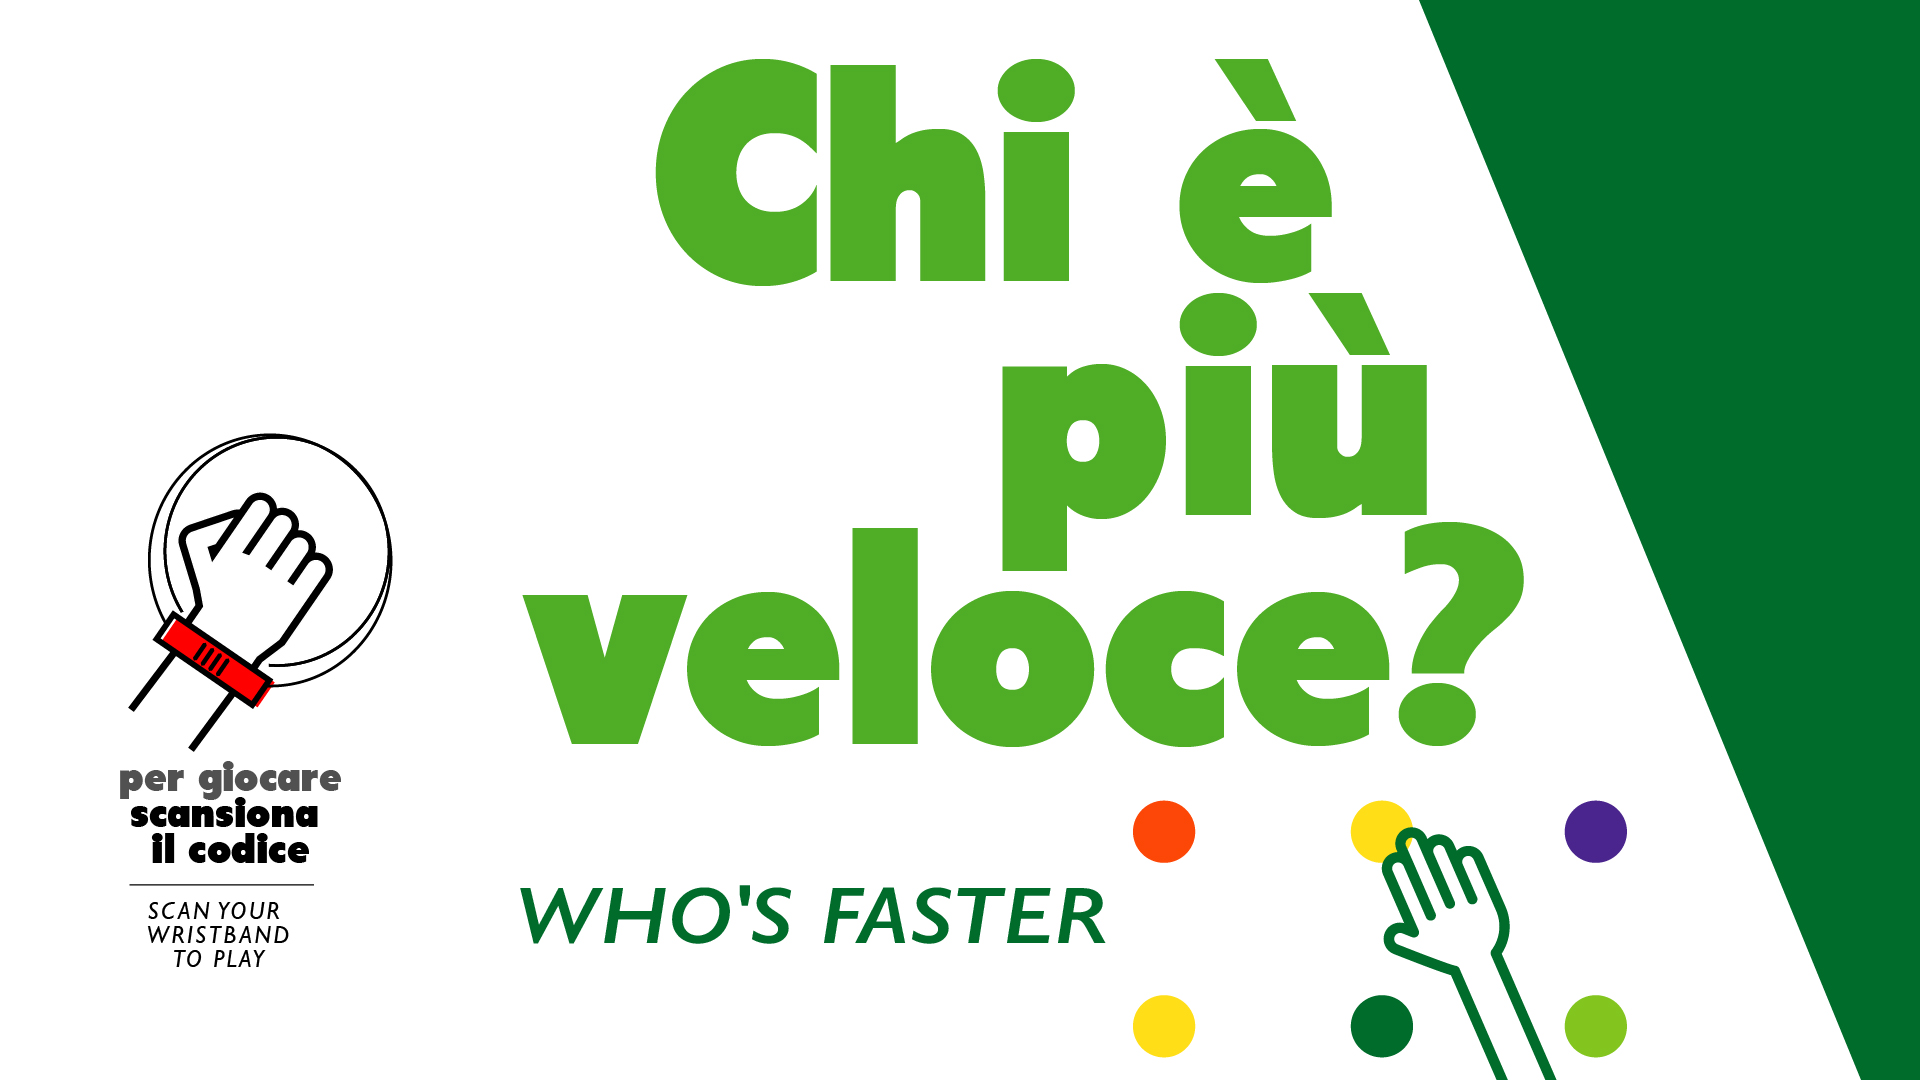 Chi è
più
veloce?
WHO'S FASTER
per giocare
scansiona
il codice
SCAN YOUR
WRISTBAND
TO PLAY